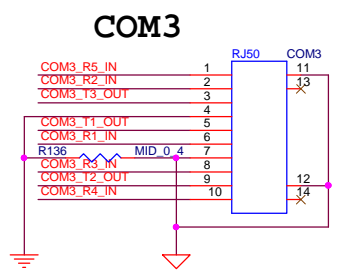 COM3
RJ50 COM3
COM3_R5_IN 1 11
COM3_R2_IN 2 13
COM3_T3_OUT 3
4
COM3_T1_OUT 5
COM3_R1_IN 6
R136 MID_0_4 7
COM3_R3_IN 8
COM3_T2_OUT 9 12
COM3_R4_IN 10 14